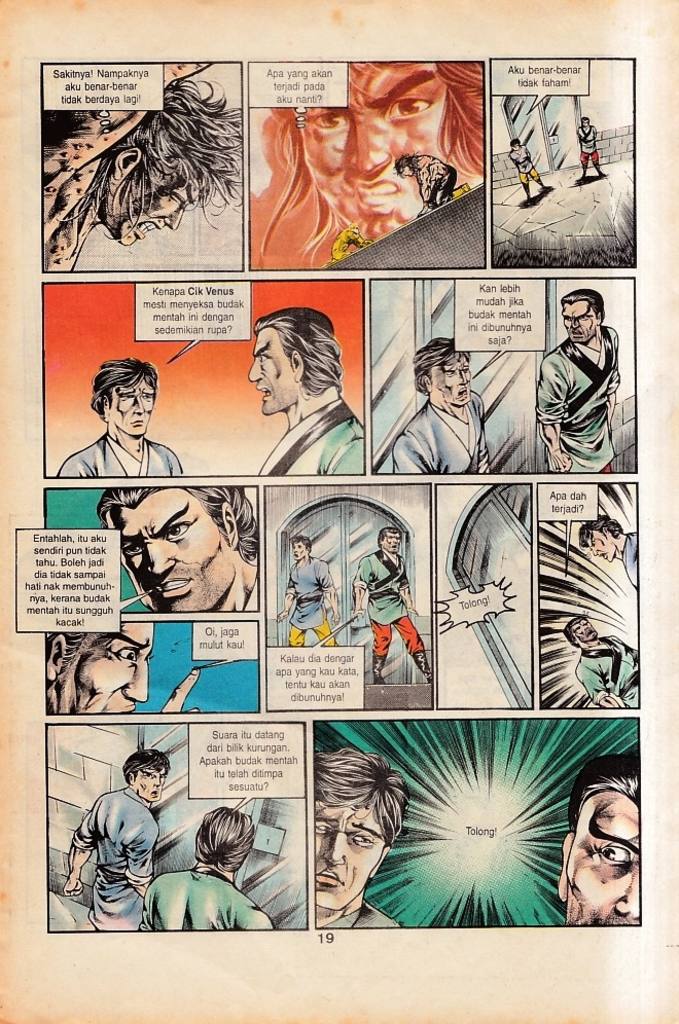 Sakitnya! Nampaknya
aku benar-benar
tidak berdaya lagi!
Apa yang akan
terjadi pada
aku nanti?
Aku benar-benar
tidak faham!
Kenapa Cik Venus
mesti menyeksa budak
mentah ini dengan
sedemikian rupa?
Kan lebih
mudah jika
budak mentah
ini dibunuhnya
saja?
Entahlah, itu aku
sendiri pun tidak
tahu. Boleh jadi
dia tidak sampai
hati nak membunuh-
nya, kerana budak
mentah itu sungguh
kacak!
Oi, jaga
mulut kau!
Kalau dia dengar
apa yang kau kata,
tentu kau akan
dibunuhnya!
Tolong!
Apa dah
terjadi?
Suara itu datang
dari bilik kurungan.
Apakah budak mentah
itu telah ditimpa
sesuatu?
1
Tolong!
19